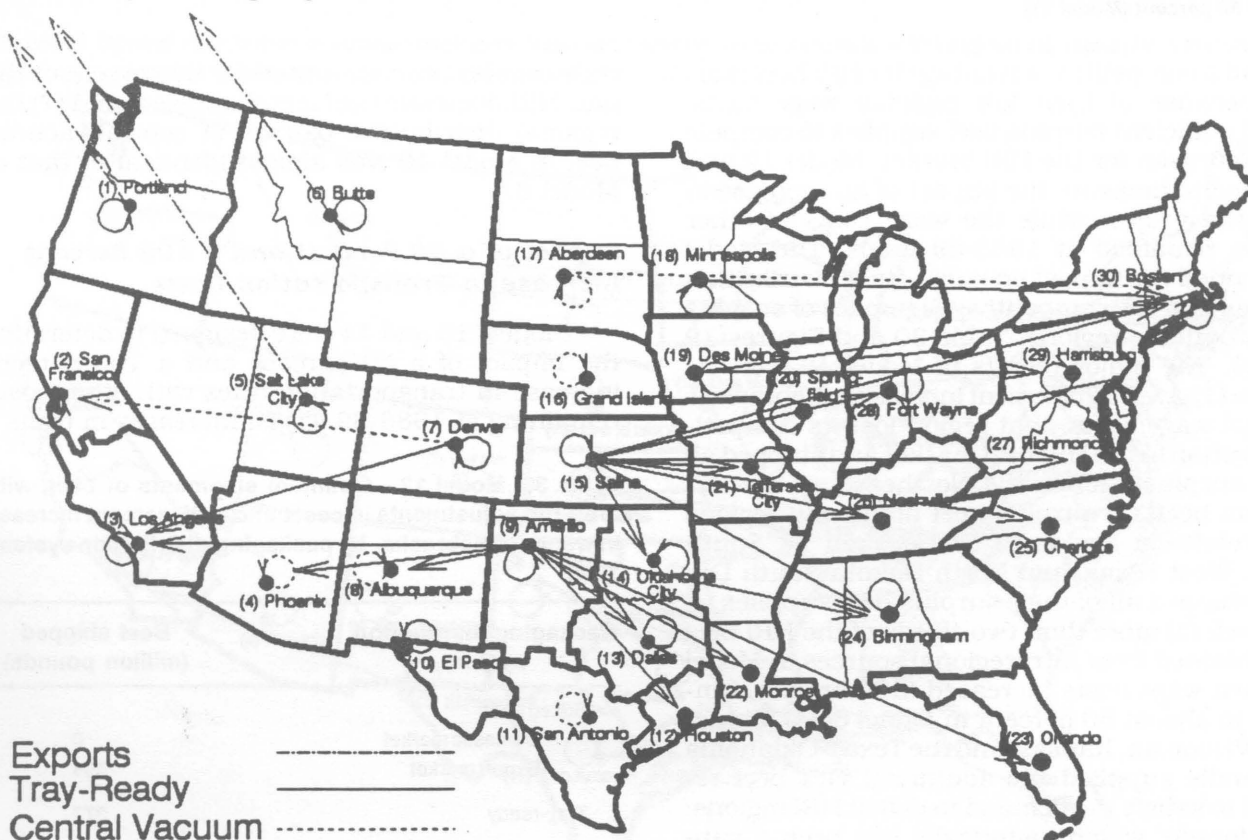 (1) Portland
(6) Butte
(17) Aberdeen
(18) Minneapolis
(30) Boston
(2) San
Francisco
(5) Salt Lake
City
(7) Denver
(16) Grand Island
(19) Des Moines
(20) Spring-
field
(28) Fort Wayne
(29) Harrisburg
(27) Richmond
(15) Salina
(21) Jefferson
City
(26) Nashville
(25) Charlotte
(3) Los Angeles
(4) Phoenix
(8) Albuquerque
(9) Amarillo
(14) Oklahoma
City
(24) Birmingham
(10) El Paso
(13) Dallas
(22) Monroe
(11) San Antonio
(12) Houston
(23) Orlando
Exports
Tray-Ready
Central Vacuum